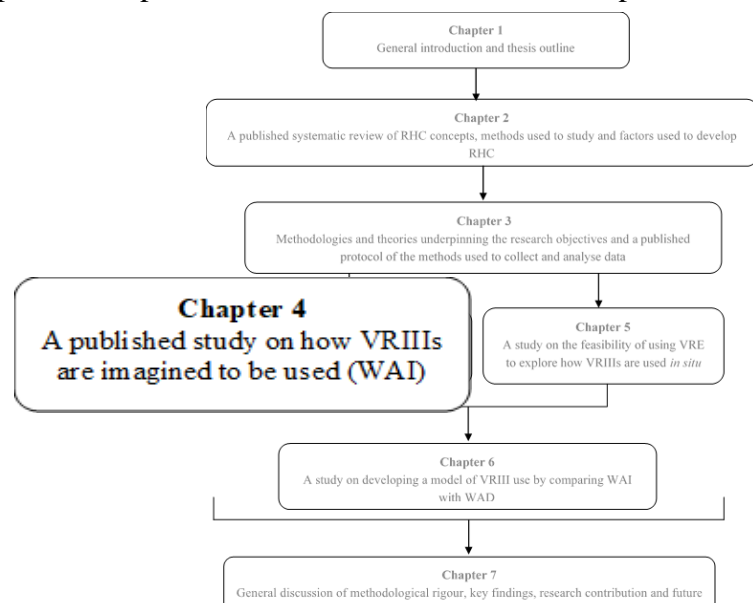 Chapter 1
General introduction and thesis outline
Chapter 2
A published systematic review of RHC concepts, methods used to study and factors used to develop
RHC
Chapter 3
Methodologies and theories underpinning the research objectives and a published
protocol of the methods used to collect and analyse data
Chapter 4
A published study on how VRIIIs
are imagined to be used (WAI)
Chapter 5
A study on the feasibility of using VRE
to explore how VRIIIs are used in situ
Chapter 6
A study on developing a model of VRIII use by comparing WAI
with WAD
Chapter 7
General discussion of methodological rigour, key findings, research contribution and future